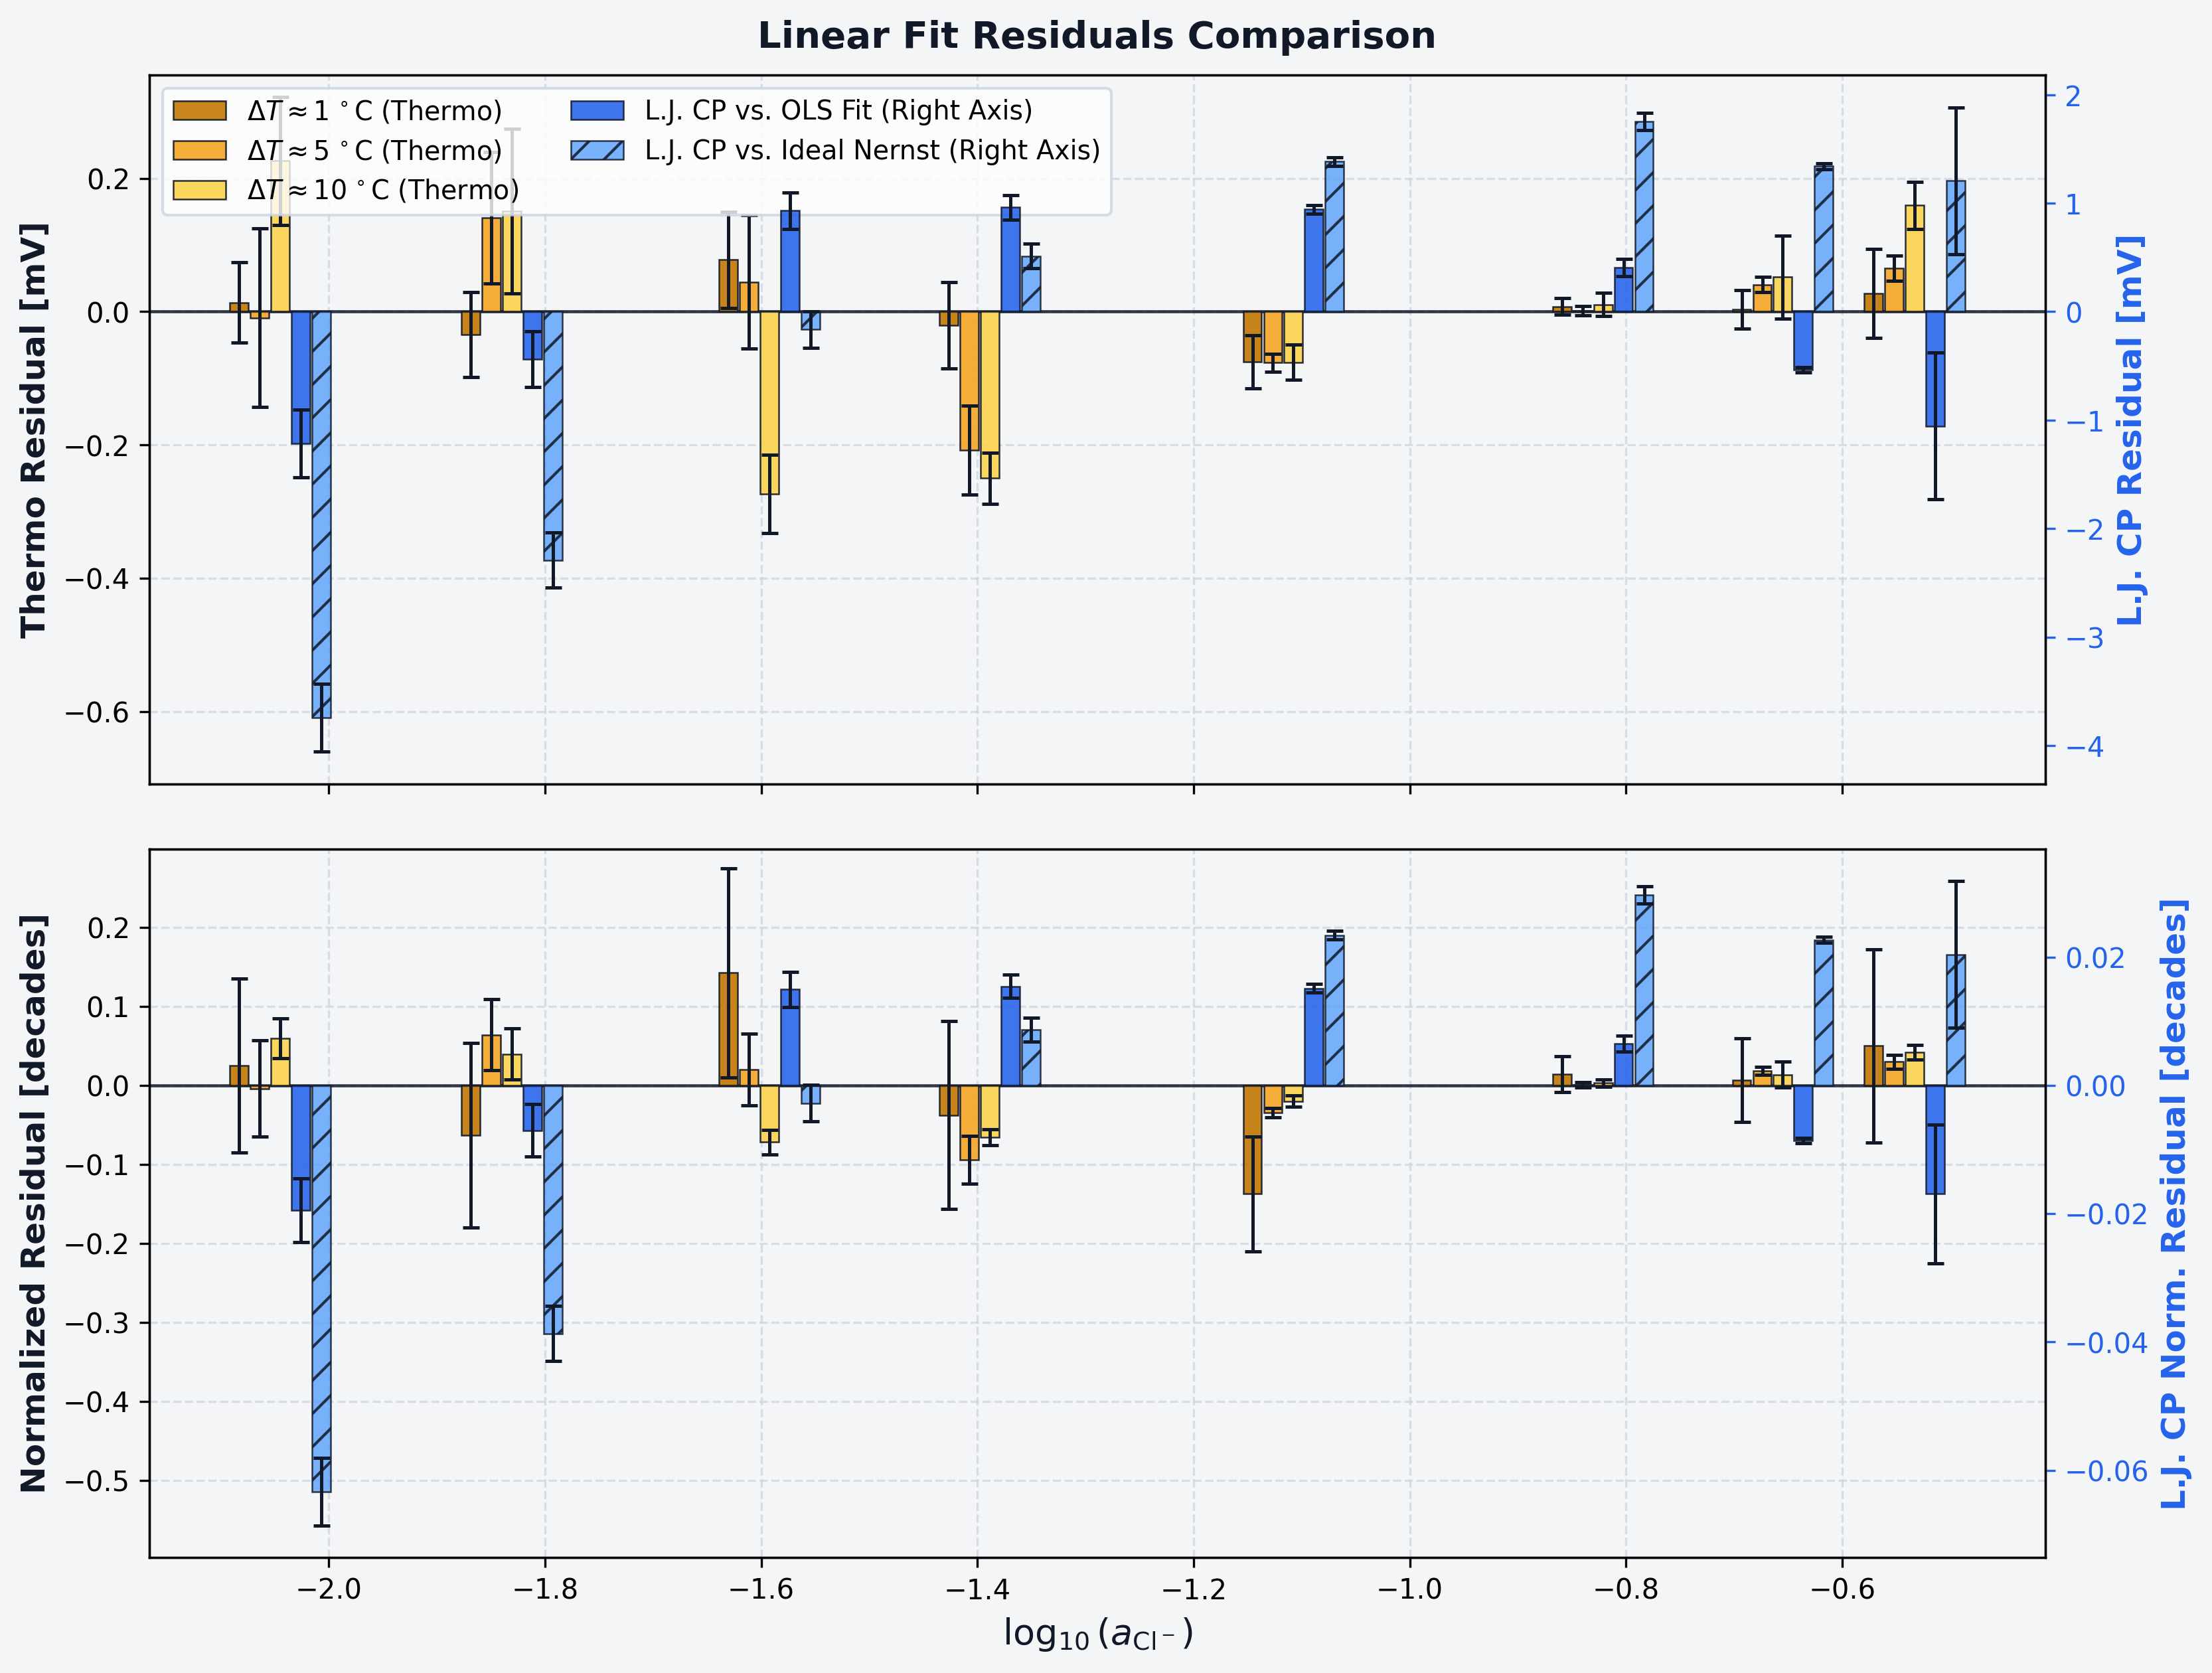 Linear Fit Residuals Comparison
ΔT ≈ 1 °C (Thermo)
ΔT ≈ 5 °C (Thermo)
ΔT ≈ 10 °C (Thermo)
L.J. CP vs. OLS Fit (Right Axis)
L.J. CP vs. Ideal Nernst (Right Axis)
Thermo Residual [mV]
0.2
0.0
−0.2
−0.4
−0.6
2
1
0
−1
−2
−3
−4
L.J. CP Residual [mV]
Normalized Residual [decades]
0.2
0.1
0.0
−0.1
−0.2
−0.3
−0.4
−0.5
0.02
0.00
−0.02
−0.04
−0.06
L.J. CP Norm. Residual [decades]
−2.0 −1.8 −1.6 −1.4 −1.2 −1.0 −0.8 −0.6
log₁₀ (a_Cl⁻)